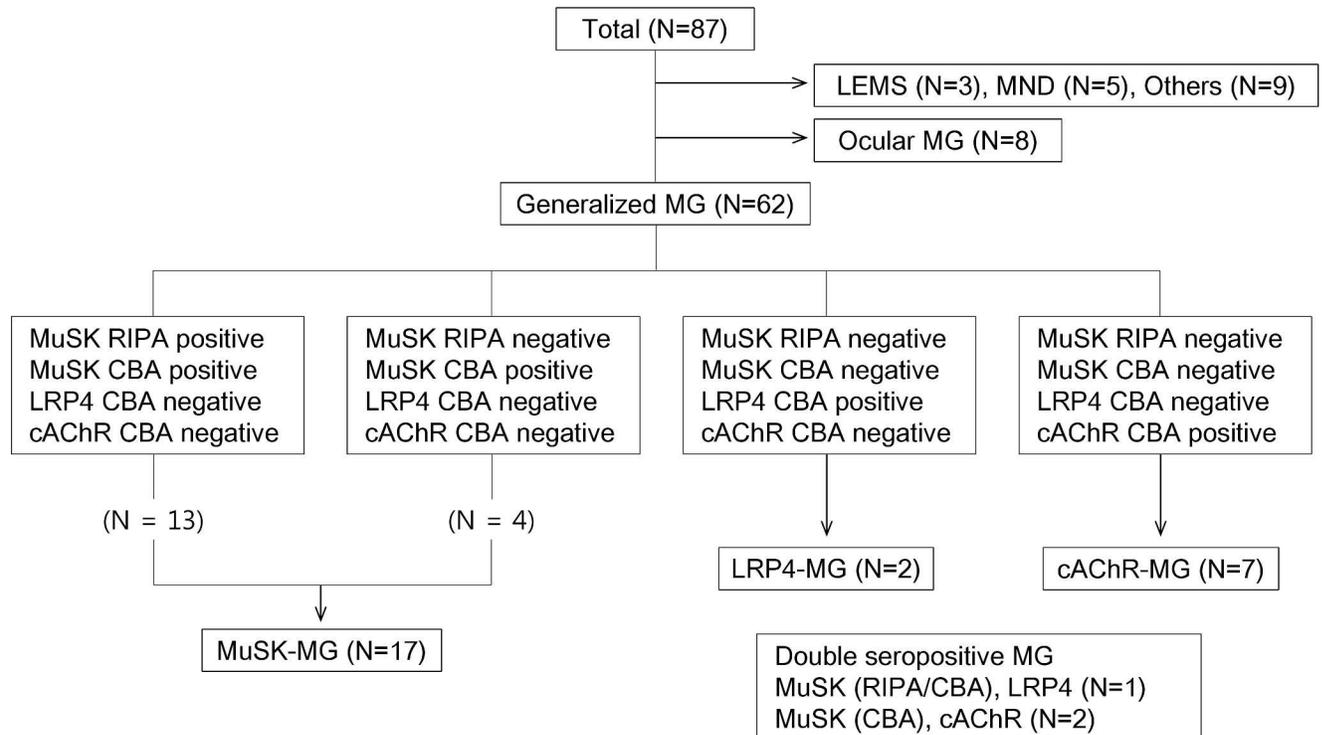 Total (N=87)
LEMS (N=3), MND (N=5), Others (N=9)
Ocular MG (N=8)
Generalized MG (N=62)
MuSK RIPA positive
MuSK CBA positive
LRP4 CBA negative
cAChR CBA negative
MuSK RIPA negative
MuSK CBA positive
LRP4 CBA negative
cAChR CBA negative
MuSK RIPA negative
MuSK CBA negative
LRP4 CBA positive
cAChR CBA negative
MuSK RIPA negative
MuSK CBA negative
LRP4 CBA negative
cAChR CBA positive
(N = 13)
(N = 4)
LRP4-MG (N=2)
cAChR-MG (N=7)
MuSK-MG (N=17)
Double seropositive MG
MuSK (RIPA/CBA), LRP4 (N=1)
MuSK (CBA), cAChR (N=2)